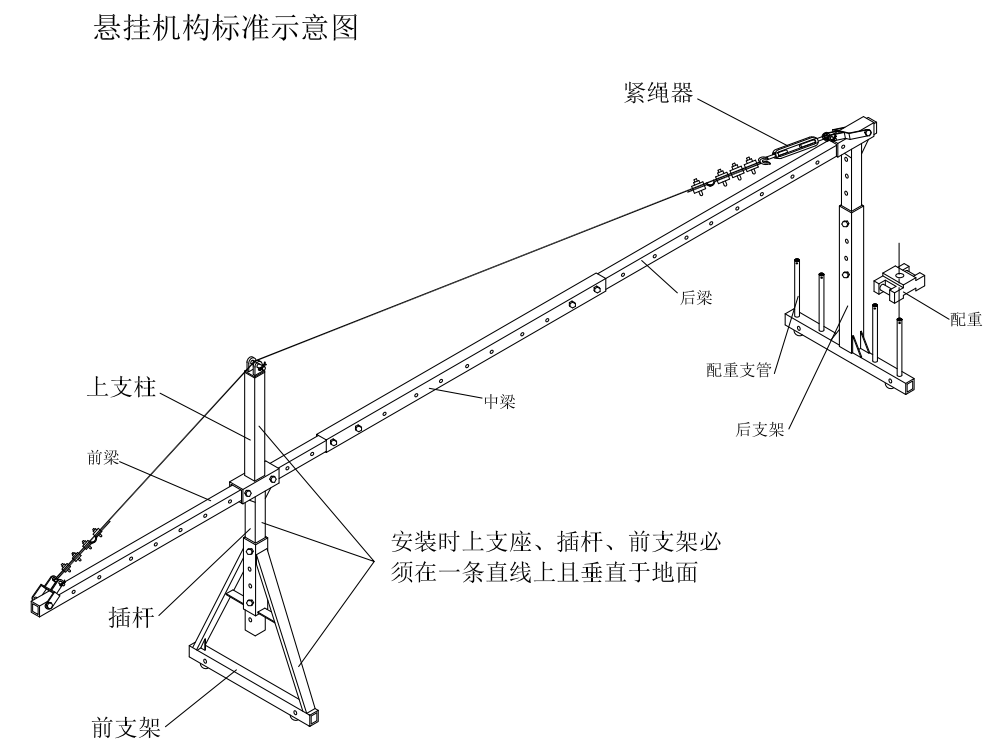 悬挂机构标准示意图
紧绳器
后梁
配重
配重支管
上支柱
中梁
后支架
前梁
安装时上支座、插杆、前支架必
须在一条直线上且垂直于地面
插杆
前支架